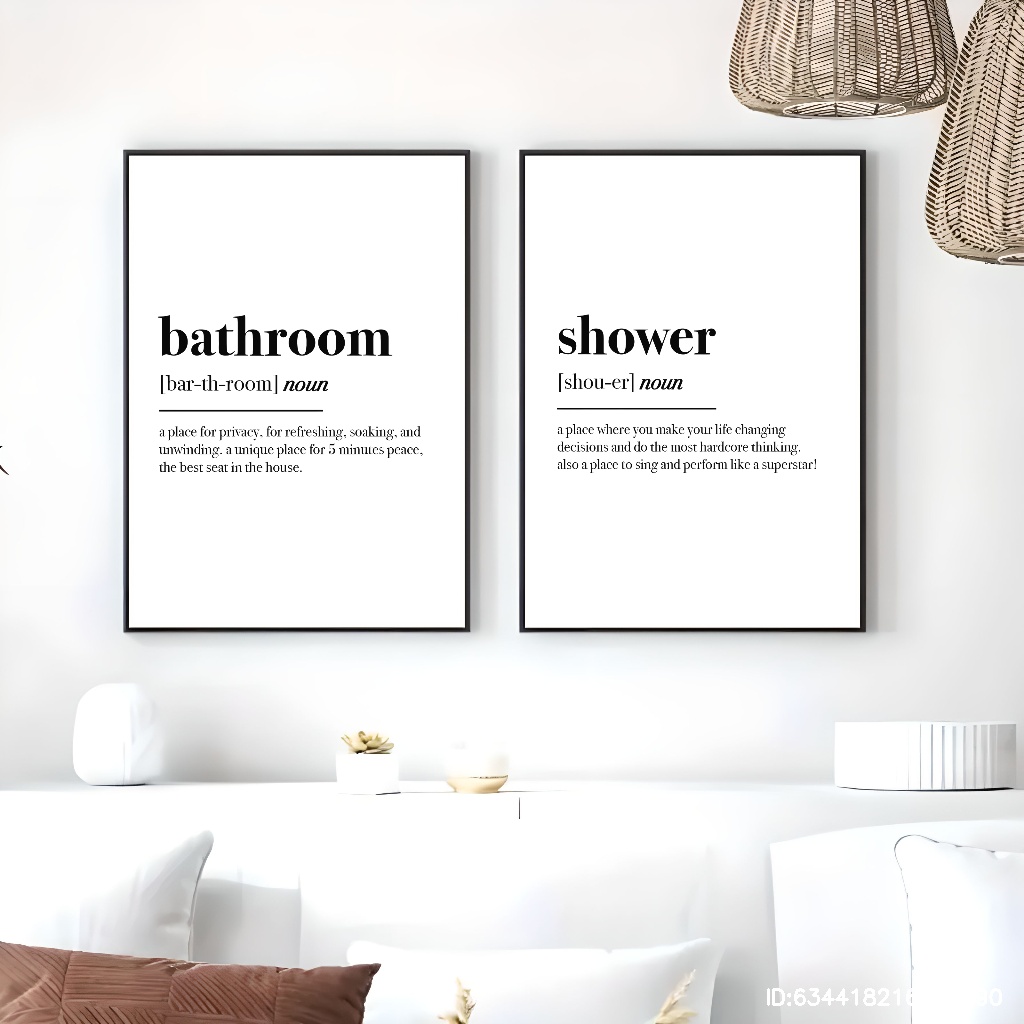 bathroom
[bar-th-room] noun
a place for privacy, for refreshing, soaking, and
unwinding. a unique place for 5 minutes peace,
the best seat in the house.
shower
[shou-er] noun
a place where you make your life changing
decisions and do the most hardcore thinking.
also a place to sing and perform like a superstar!